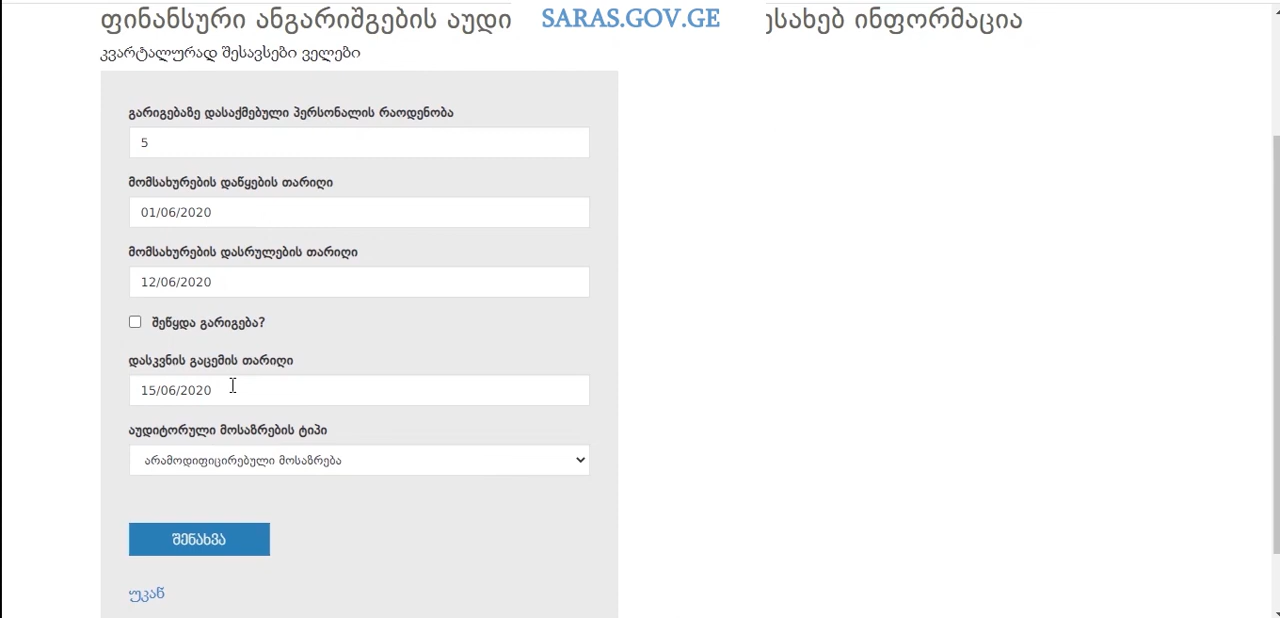 ფინანსური ანგარიშგების აუდი
SARAS.GOV.GE
ესახებ ინფორმაცია
კვარტალურად შესავსები ველები
გარიგებაზე დასაქმებული პერსონალის რაოდენობა
5
მომსახურების დაწყების თარიღი
01/06/2020
მომსახურების დასრულების თარიღი
12/06/2020
შეწყდა გარიგება?
დასკვნის გაცემის თარიღი
15/06/2020
აუდიტორული მოსაზრების ტიპი
არამოდიფიცირებული მოსაზრება
შენახვა
უკან